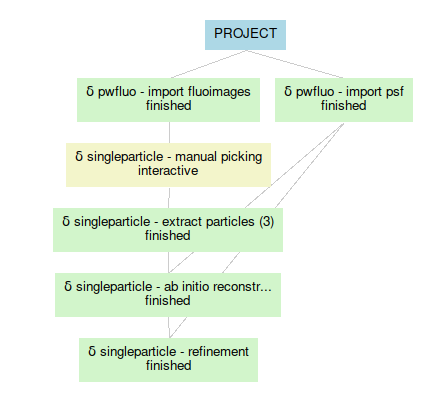 PROJECT
δ pwfluo - import fluoimages
finished
δ pwfluo - import psf
finished
δ singleparticle - manual picking
interactive
δ singleparticle - extract particles (3)
finished
δ singleparticle - ab initio reconstr...
finished
δ singleparticle - refinement
finished